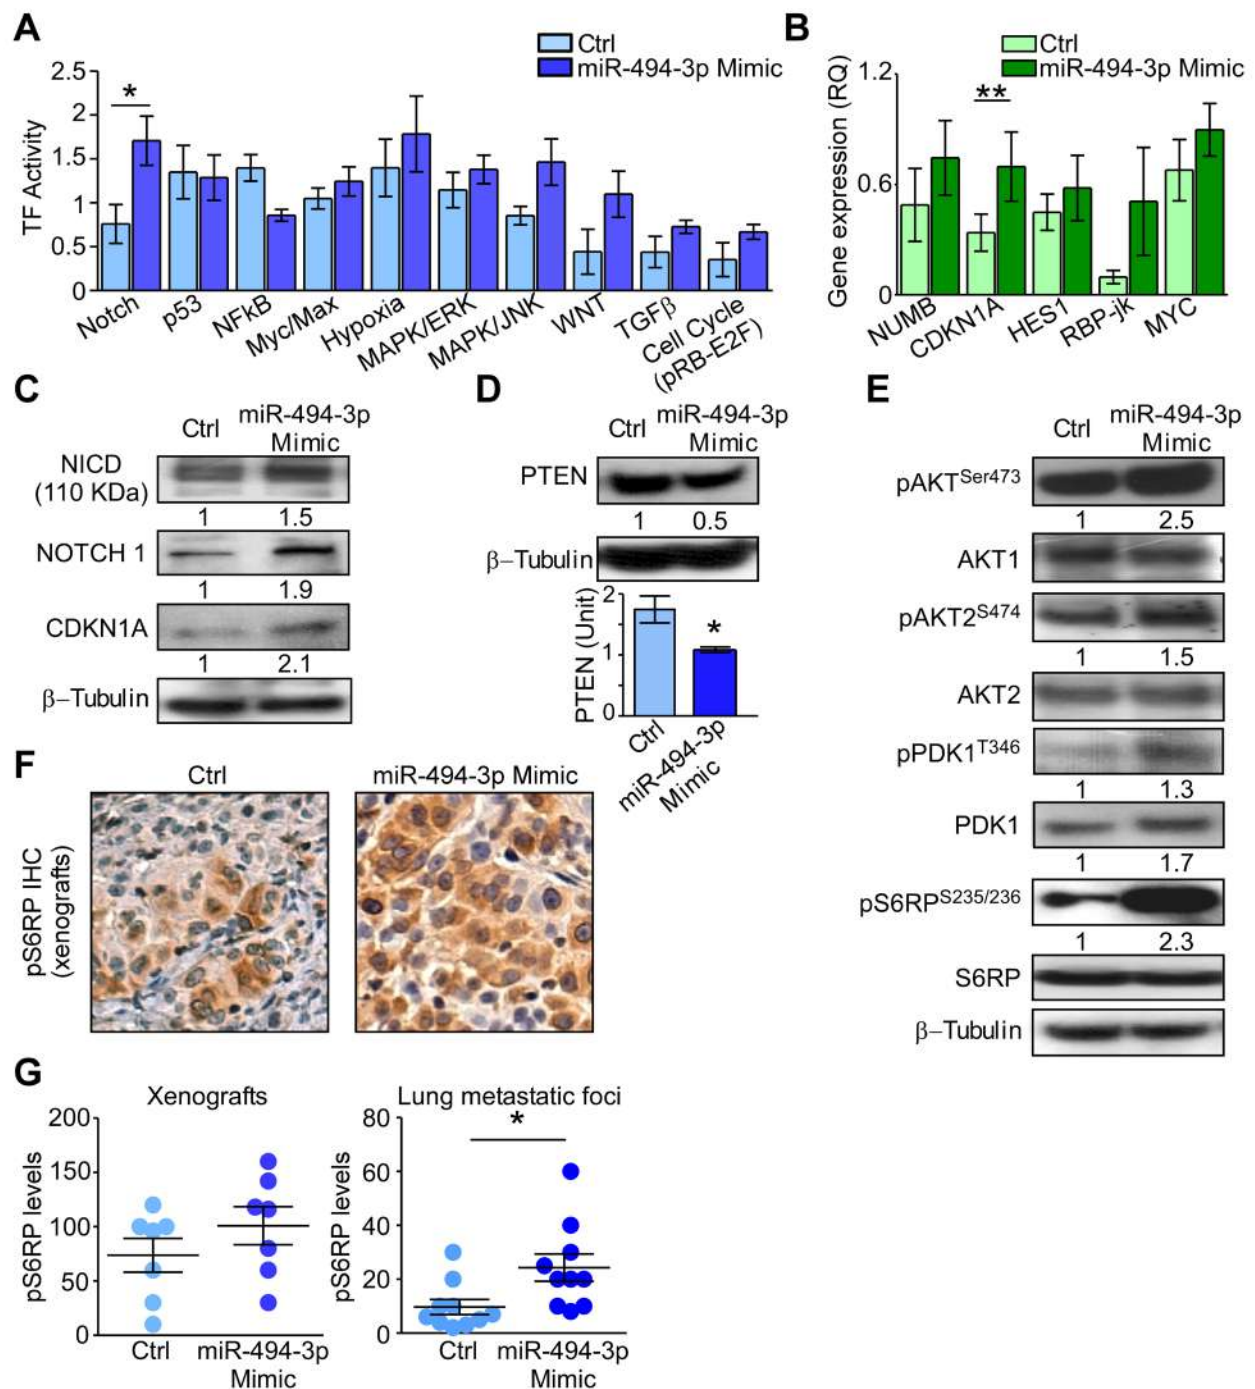 A
Ctrl
miR-494-3p Mimic
*
TF Activity
2.5
2
1.5
1
0.5
0
Notch
p53
NFkB
Myc/Max
Hypoxia
MAPK/ERK
MAPK/JNK
WNT
TGFβ
Cell Cycle
(pRB-E2F)
B
Ctrl
miR-494-3p Mimic
**
Gene expression (RQ)
1.2
0.6
0
NUMB
CDKN1A
HES1
RBP-jk
MYC
C
Ctrl
miR-494-3p
Mimic
NICD
(110 KDa)
1 1.5
NOTCH 1
1 1.9
CDKN1A
1 2.1
β–Tubulin
D
Ctrl
miR-494-3p
Mimic
PTEN
1 0.5
β–Tubulin
PTEN (Unit)
2
1
0
*
Ctrl
miR-494-3p
Mimic
E
Ctrl
miR-494-3p
Mimic
pAKTSer473
1 2.5
AKT1
pAKT2S474
1 1.5
AKT2
pPDK1T346
1 1.3
PDK1
1 1.7
pS6RPS235/236
1 2.3
S6RP
β–Tubulin
F
Ctrl
miR-494-3p Mimic
pS6RP IHC
(xenografts)
G
Xenografts
pS6RP levels
200
150
100
50
0
Ctrl
miR-494-3p
Mimic
Lung metastatic foci
*
pS6RP levels
80
60
40
20
0
Ctrl
miR-494-3p
Mimic